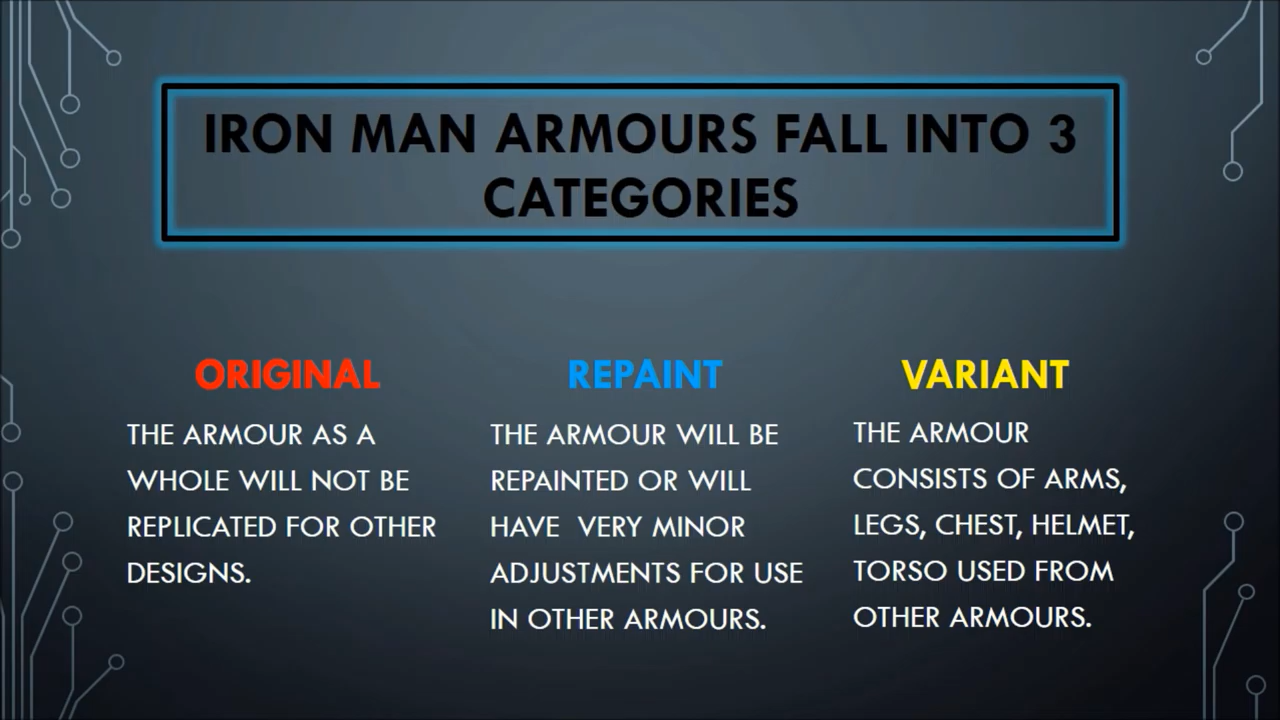 IRON MAN ARMOURS FALL INTO 3
CATEGORIES
ORIGINAL
THE ARMOUR AS A
WHOLE WILL NOT BE
REPLICATED FOR OTHER
DESIGNS.
REPAINT
THE ARMOUR WILL BE
REPAINTED OR WILL
HAVE  VERY MINOR
ADJUSTMENTS FOR USE
IN OTHER ARMOURS.
VARIANT
THE ARMOUR
CONSISTS OF ARMS,
LEGS, CHEST, HELMET,
TORSO USED FROM
OTHER ARMOURS.